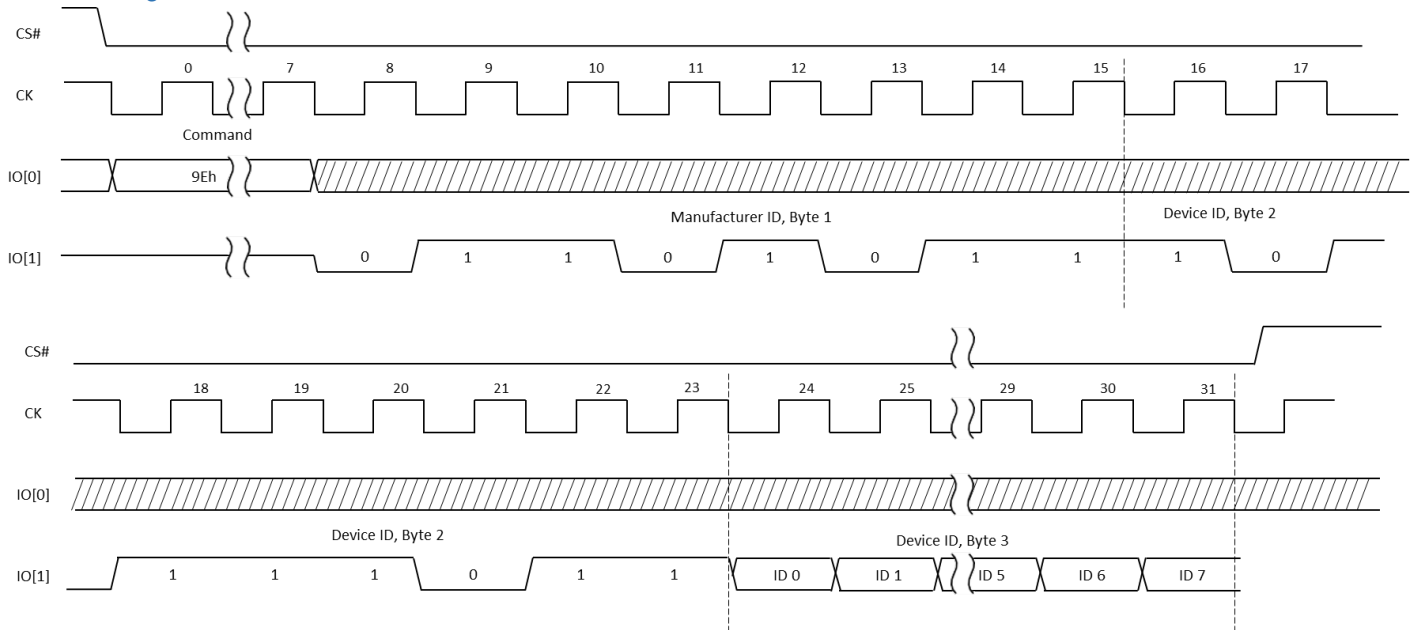 CS#
0 7 8 9 10 11 12 13 14 15 16 17
CK
Command
IO[0] 9Eh
Manufacturer ID, Byte 1 Device ID, Byte 2
IO[1] 0 1 1 0 1 0 1 1 1 0
CS#
18 19 20 21 22 23 24 25 29 30 31
CK
IO[0]
Device ID, Byte 2 Device ID, Byte 3
IO[1] 1 1 1 0 1 1 ID 0 ID 1 ID 5 ID 6 ID 7